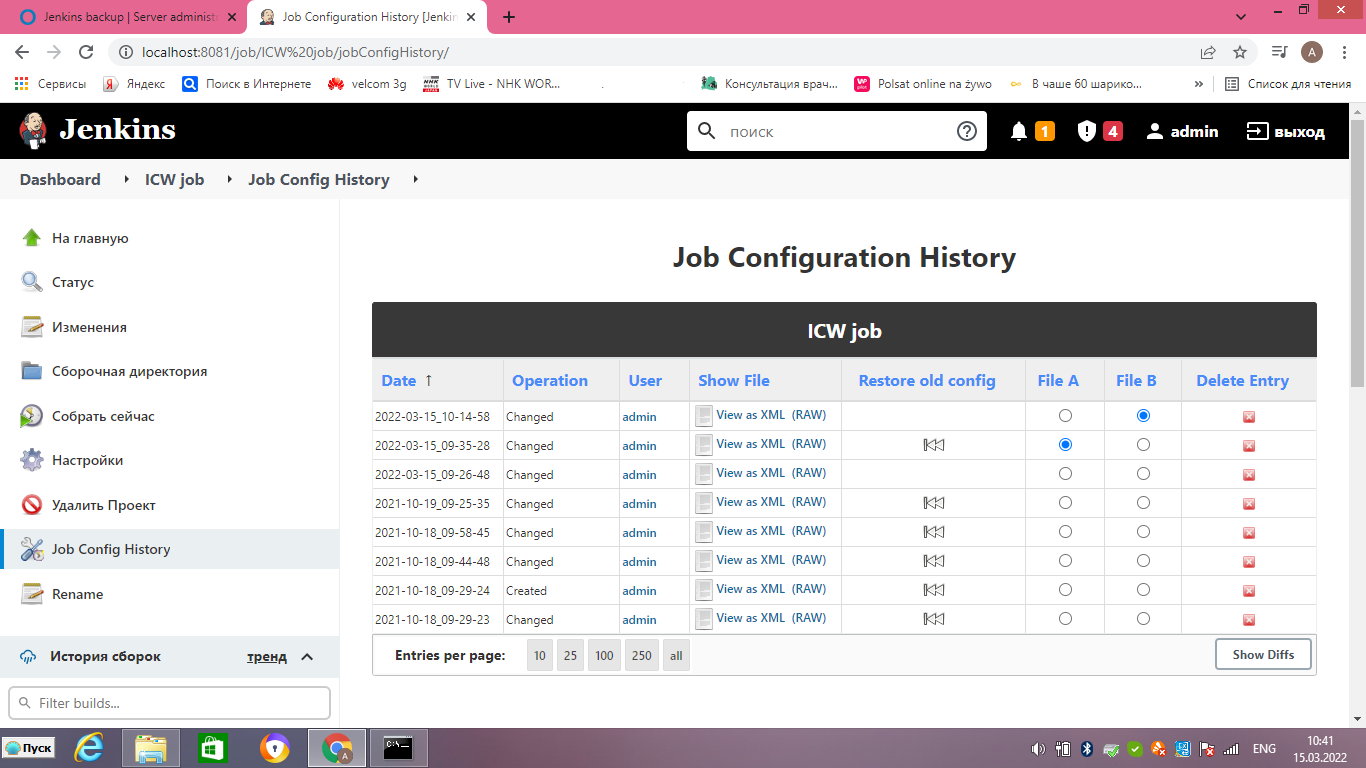 Jenkins backup | Server administr
Job Configuration History [Jenkin
localhost:8081/job/ICW%20job/jobConfigHistory/
A
Сервисы
Яндекс
Поиск в Интернете
velcom 3g
TV Live - NHK WOR...
.
Консультация врач...
Polsat online na żywo
В чаше 60 шарико...
»
Список для чтения
Jenkins
поиск
1
4
admin
выход
Dashboard
ICW job
Job Config History
На главную
Статус
Изменения
Сборочная директория
Собрать сейчас
Настройки
Удалить Проект
Job Config History
Rename
История сборок тренд
Filter builds...
Job Configuration History
ICW job
Date ↑ Operation User Show File Restore old config File A File B Delete Entry
2022-03-15_10-14-58 Changed admin View as XML (RAW)
2022-03-15_09-35-28 Changed admin View as XML (RAW)
2022-03-15_09-26-48 Changed admin View as XML (RAW)
2021-10-19_09-25-35 Changed admin View as XML (RAW)
2021-10-18_09-58-45 Changed admin View as XML (RAW)
2021-10-18_09-44-48 Changed admin View as XML (RAW)
2021-10-18_09-29-24 Created admin View as XML (RAW)
2021-10-18_09-29-23 Changed admin View as XML (RAW)
Entries per page: 10 25 100 250 all Show Diffs
Пуск
ENG
10:41
15.03.2022